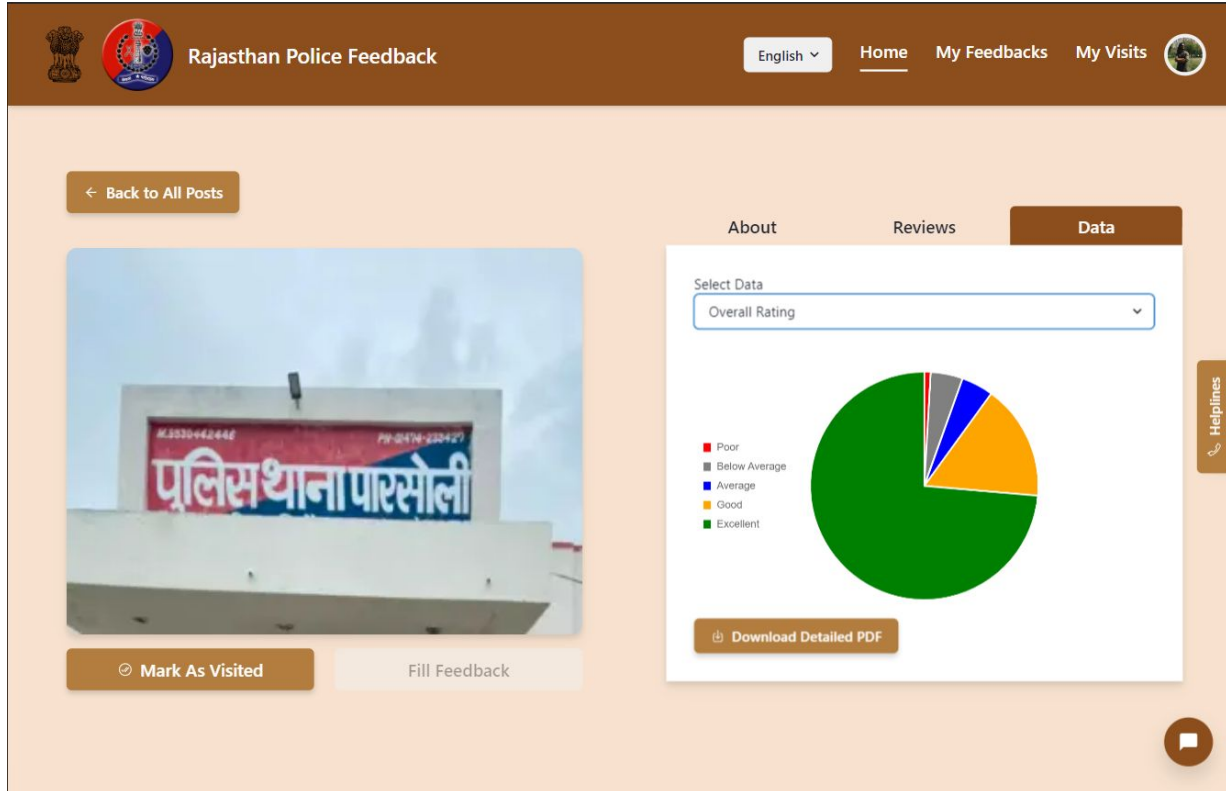 Rajasthan Police Feedback
English
Home
My Feedbacks
My Visits
Back to All Posts
About
Reviews
Data
Select Data
Overall Rating
Poor
Below Average
Average
Good
Excellent
Download Detailed PDF
पुलिस थाना पारसोली
Mark As Visited
Fill Feedback
Helplines